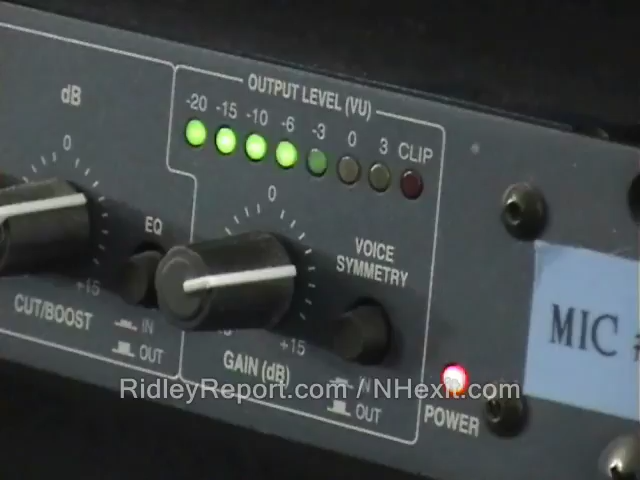 dB
0
+15
CUT/BOOST
EQ
IN
OUT
OUTPUT LEVEL (VU)
-20 -15 -10 -6 -3 0 3 CLIP
0
+15
GAIN (dB)
VOICE
SYMMETRY
IN
OUT
POWER
MIC
RidleyReport.com / NHexit.com